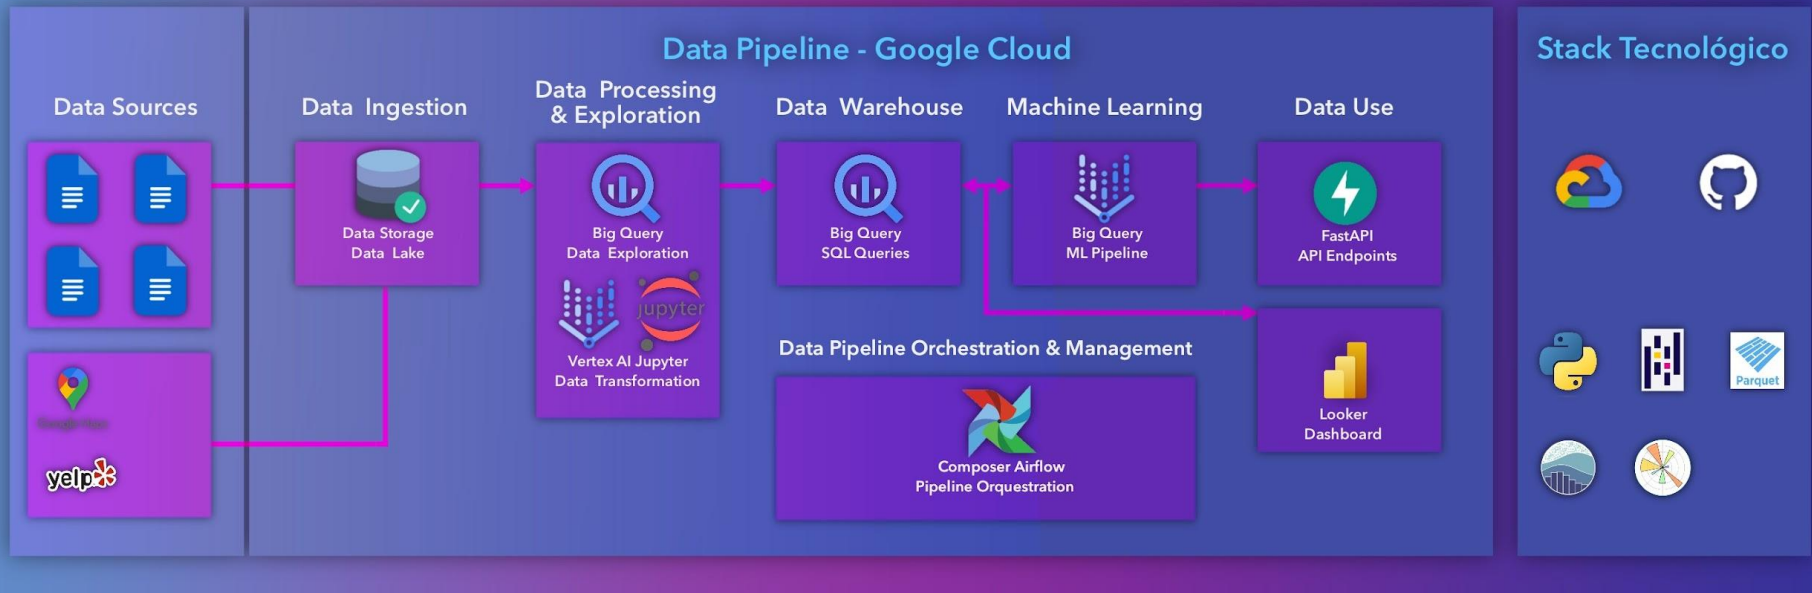 Data Pipeline - Google Cloud
Stack Tecnológico
Data Sources
Data Ingestion
Data Processing
& Exploration
Data Warehouse
Machine Learning
Data Use
Data Storage
Data Lake
Big Query
Data Exploration
jupyter
Vertex AI Jupyter
Data Transformation
Big Query
SQL Queries
Big Query
ML Pipeline
FastAPI
API Endpoints
Data Pipeline Orchestration & Management
Composer Airflow
Pipeline Orquestration
Looker
Dashboard
yelp
Parquet